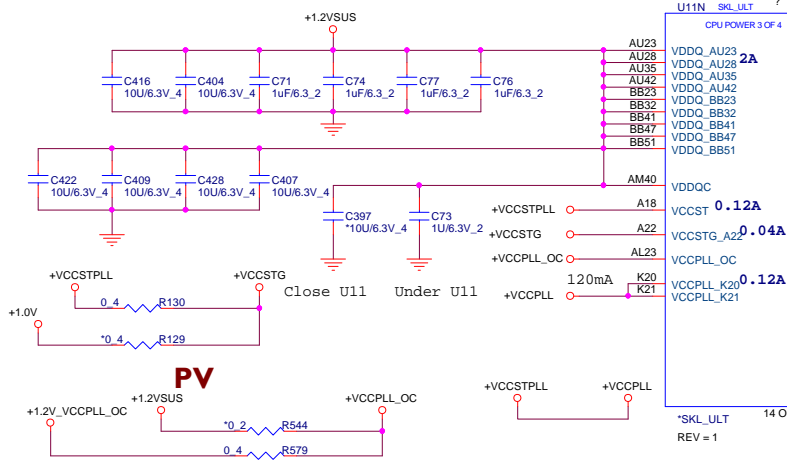 U11N SKL_ULT ?
CPU POWER 3 OF 4
+1.2VSUS
AU23 VDDQ_AU23 2A
AU28 VDDQ_AU28
AU35 VDDQ_AU35
AU42 VDDQ_AU42
BB23 VDDQ_BB23
BB32 VDDQ_BB32
BB41 VDDQ_BB41
BB47 VDDQ_BB47
BB51 VDDQ_BB51
C416 C404 C71 C74 C77 C76
10U/6.3V_4 10U/6.3V_4 1uF/6.3_2 1uF/6.3_2 1uF/6.3_2 1uF/6.3_2
C422 C409 C428 C407
10U/6.3V_4 10U/6.3V_4 10U/6.3V_4 10U/6.3V_4
AM40 VDDQC
C397 C73
*10U/6.3V_4 1U/6.3V_2
Close U11 Under U11
+VCCSTPLL A18 VCCST 0.12A
+VCCSTG A22 VCCSTG_A22 0.04A
+VCCPLL_OC AL23 VCCPLL_OC
120mA K20 VCCPLL_K20 0.12A
+VCCPLL K21 VCCPLL_K21
+VCCSTPLL +VCCSTG
0_4 R130
+1.0V
*0_4 R129
PV
+1.2V_VCCPLL_OC +1.2VSUS +VCCPLL_OC
*0_2 R544
0_4 R579
+VCCSTPLL +VCCPLL
*SKL_ULT 14 O
REV = 1